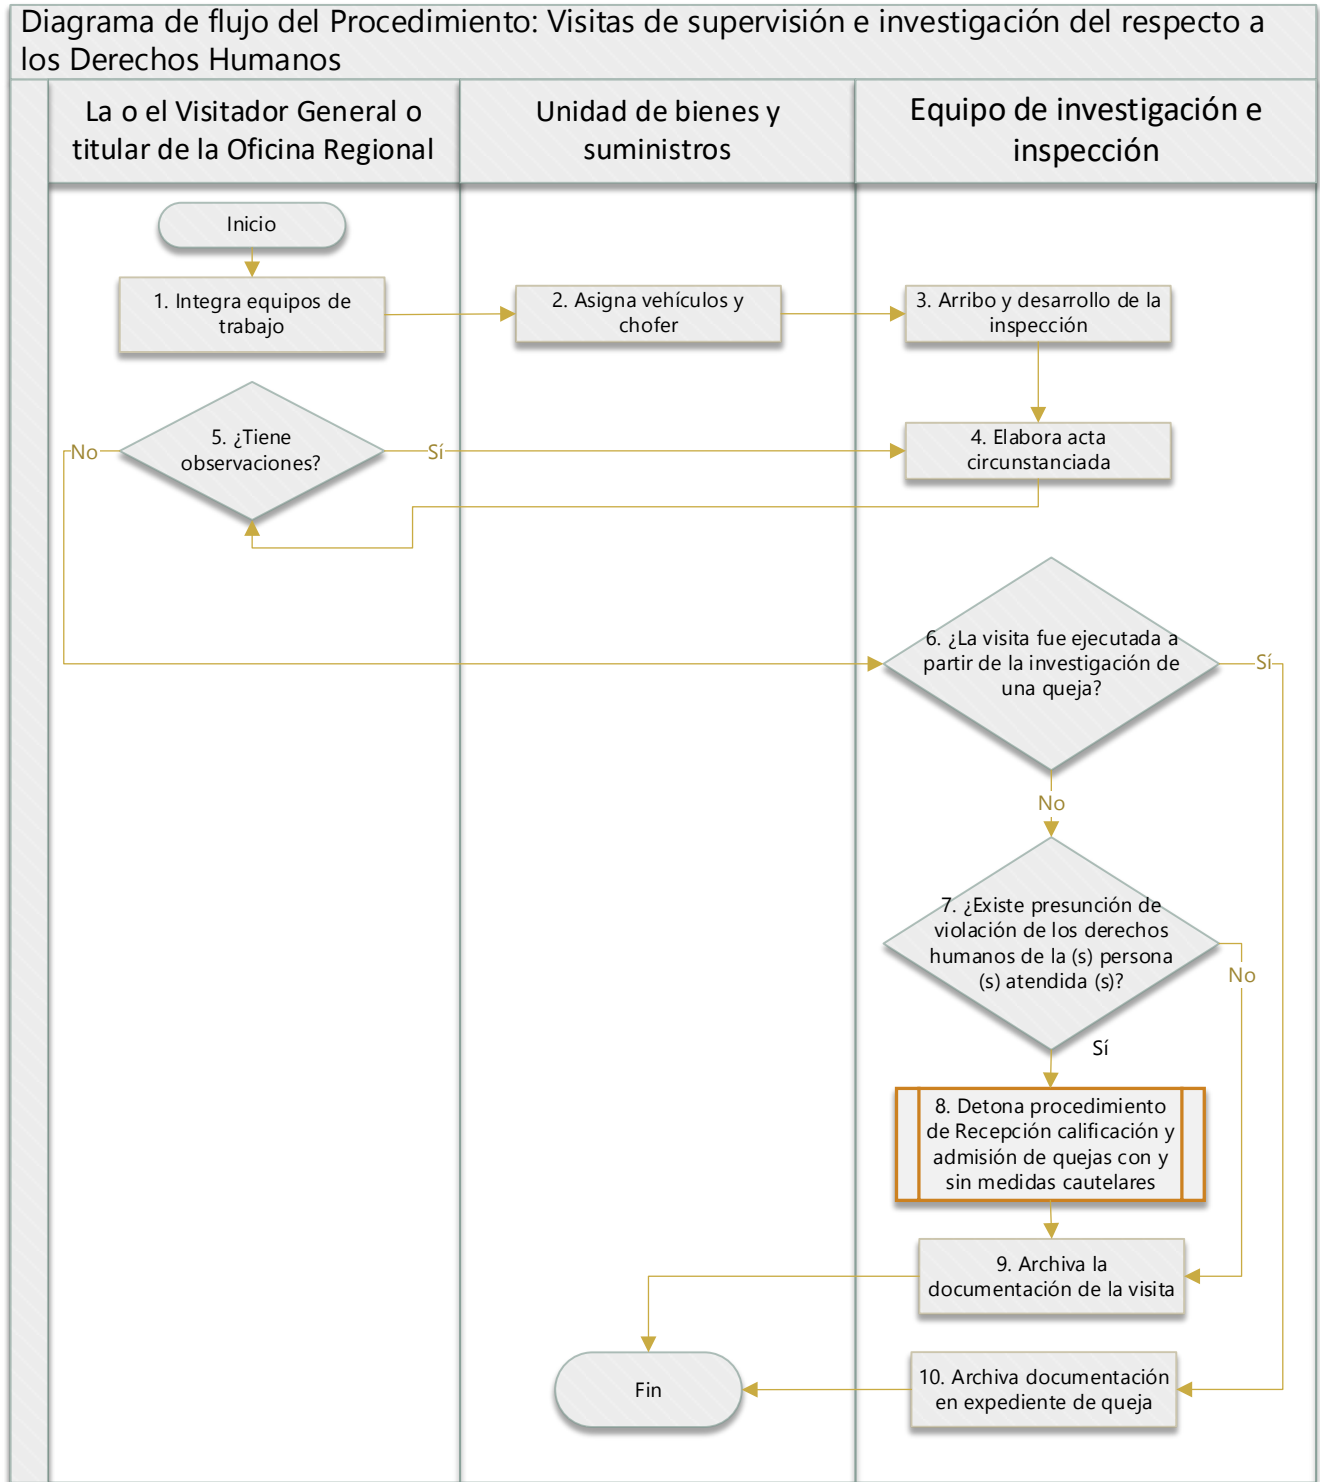 Diagrama de flujo del Procedimiento: Visitas de supervisión e investigación del respecto a
los Derechos Humanos
La o el Visitador General o
titular de la Oficina Regional
Unidad de bienes y
suministros
Equipo de investigación e
inspección
Inicio
1. Integra equipos de
trabajo
2. Asigna vehículos y
chofer
3. Arribo y desarrollo de la
inspección
No
5. ¿Tiene
observaciones?
Sí
4. Elabora acta
circunstanciada
6. ¿La visita fue ejecutada a
partir de la investigación de
una queja?
Sí
No
7. ¿Existe presunción de
violación de los derechos
humanos de la (s) persona
(s) atendida (s)?
No
Sí
8. Detona procedimiento
de Recepción calificación y
admisión de quejas con y
sin medidas cautelares
9. Archiva la
documentación de la visita
Fin
10. Archiva documentación
en expediente de queja